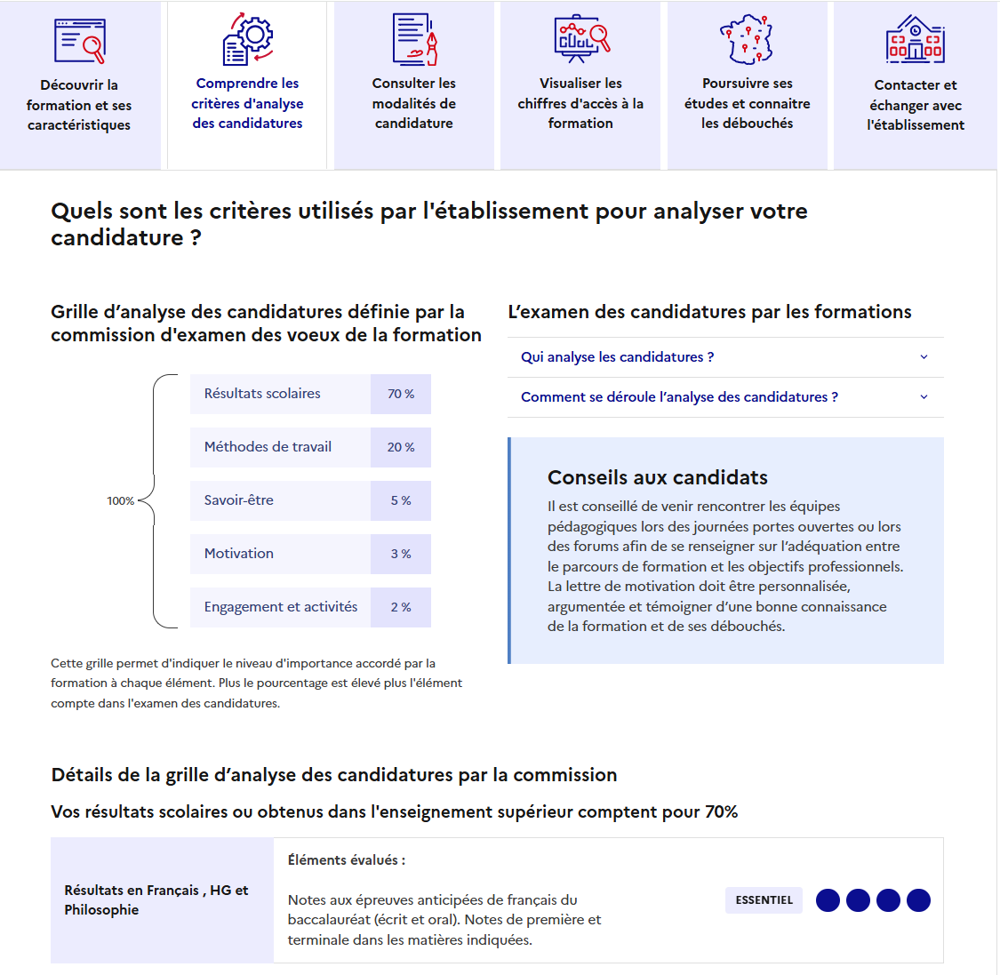 Découvrir la
formation et ses
caractéristiques
Comprendre les
critères d'analyse
des candidatures
Consulter les
modalités de
candidature
Visualiser les
chiffres d'accès à la
formation
Poursuivre ses
études et connaitre
les débouchés
Contacter et
échanger avec
l'établissement
Quels sont les critères utilisés par l'établissement pour analyser votre
candidature ?
Grille d’analyse des candidatures définie par la
commission d'examen des voeux de la formation
100%
Résultats scolaires 70 %
Méthodes de travail 20 %
Savoir-être 5 %
Motivation 3 %
Engagement et activités 2 %
Cette grille permet d'indiquer le niveau d'importance accordé par la
formation à chaque élément. Plus le pourcentage est élevé plus l'élément
compte dans l'examen des candidatures.
L’examen des candidatures par les formations
Qui analyse les candidatures ?
Comment se déroule l’analyse des candidatures ?
Conseils aux candidats
Il est conseillé de venir rencontrer les équipes
pédagogiques lors des journées portes ouvertes ou lors
des forums afin de se renseigner sur l’adéquation entre
le parcours de formation et les objectifs professionnels.
La lettre de motivation doit être personnalisée,
argumentée et témoigner d’une bonne connaissance
de la formation et de ses débouchés.
Détails de la grille d’analyse des candidatures par la commission
Vos résultats scolaires ou obtenus dans l'enseignement supérieur comptent pour 70%
Résultats en Français , HG et
Philosophie
Éléments évalués :
Notes aux épreuves anticipées de français du
baccalauréat (écrit et oral). Notes de première et
terminale dans les matières indiquées.
ESSENTIEL